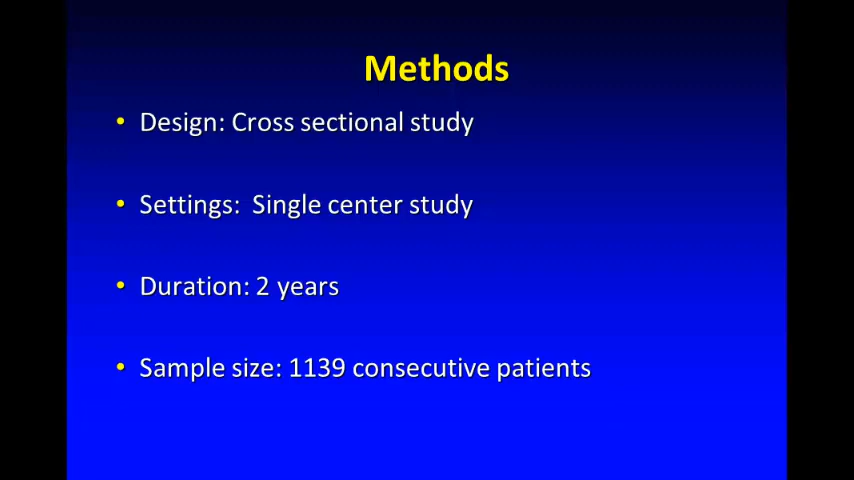 Methods
• Design: Cross sectional study
• Settings:  Single center study
• Duration: 2 years
• Sample size: 1139 consecutive patients